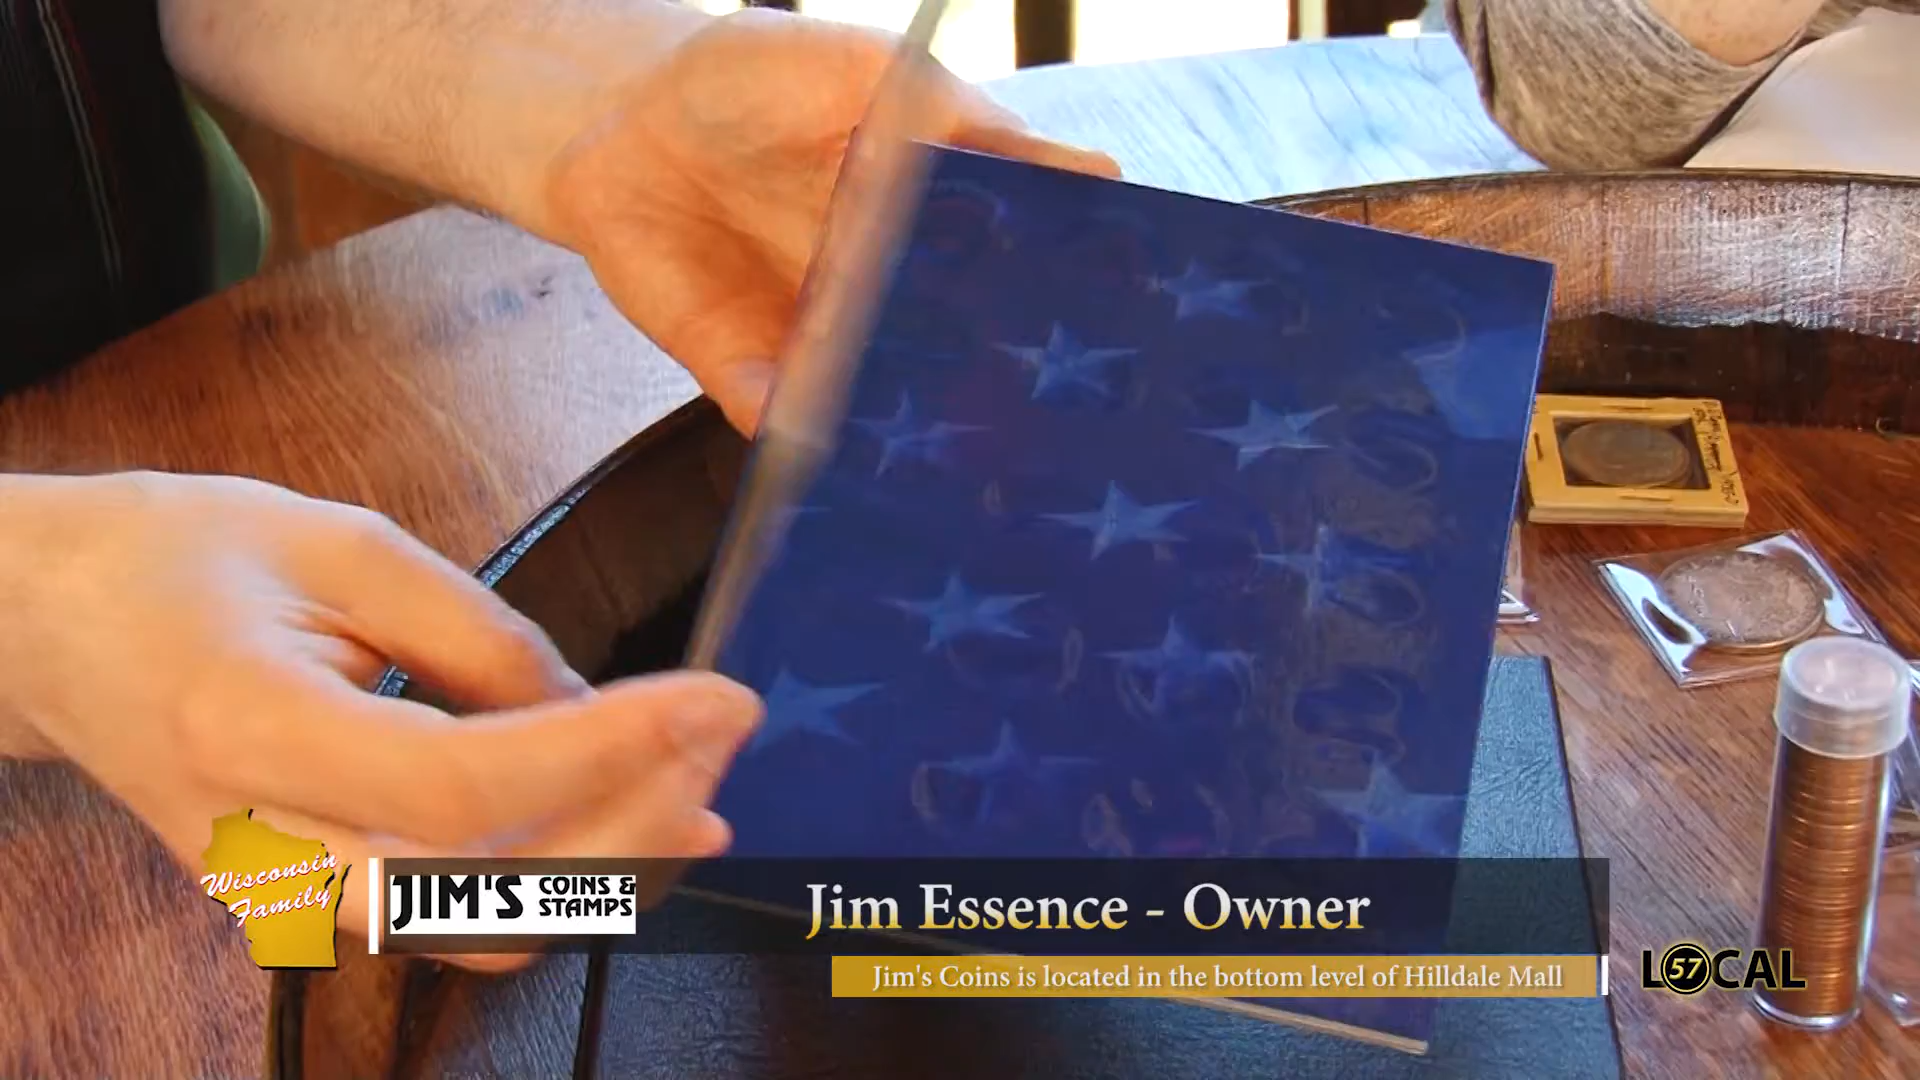 Wisconsin
Family
JIM'S
COINS &
STAMPS
Jim Essence - Owner
Jim's Coins is located in the bottom level of Hilldale Mall
L57CAL